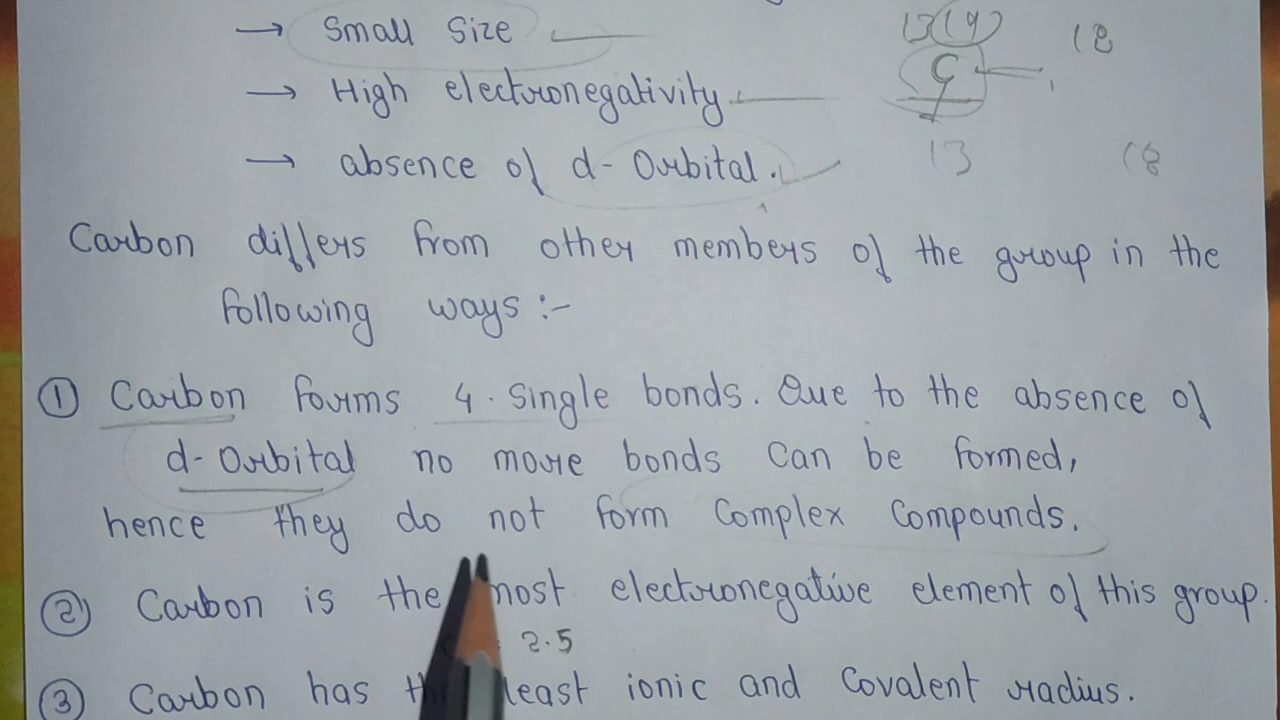 → Small Size
13 14 18
C
→ High electronegativity
→ absence of d-Orbital.
13 18
Carbon differs from other members of the group in the
following ways :-
① Carbon forms 4. Single bonds. Due to the absence of
d-Orbital no more bonds can be formed,
hence they do not form Complex Compounds.
② Carbon is the most electronegative element of this group.
2.5
③ Carbon has the least ionic and Covalent radius.